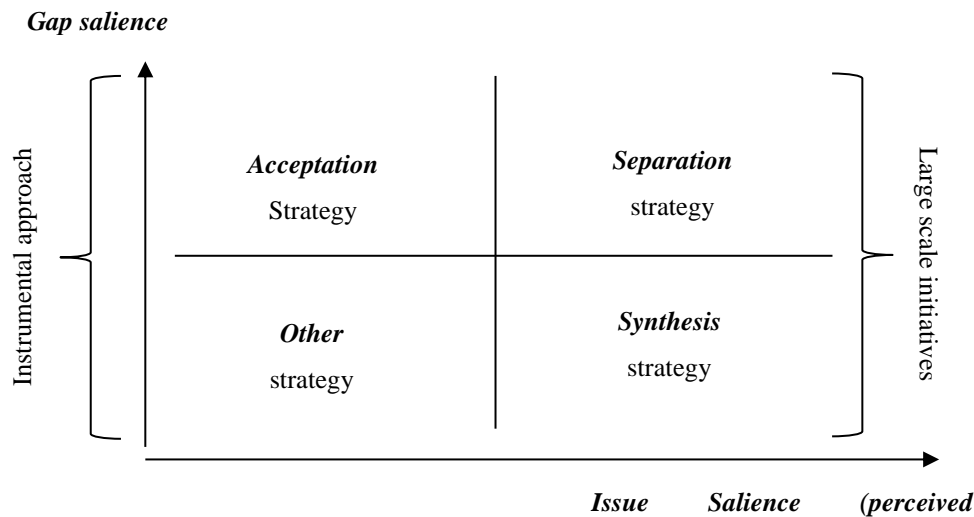 Gap salience
Instrumental approach
Acceptation
Strategy
Separation
strategy
Large scale initiatives
Other
strategy
Synthesis
strategy
Issue Salience (perceived